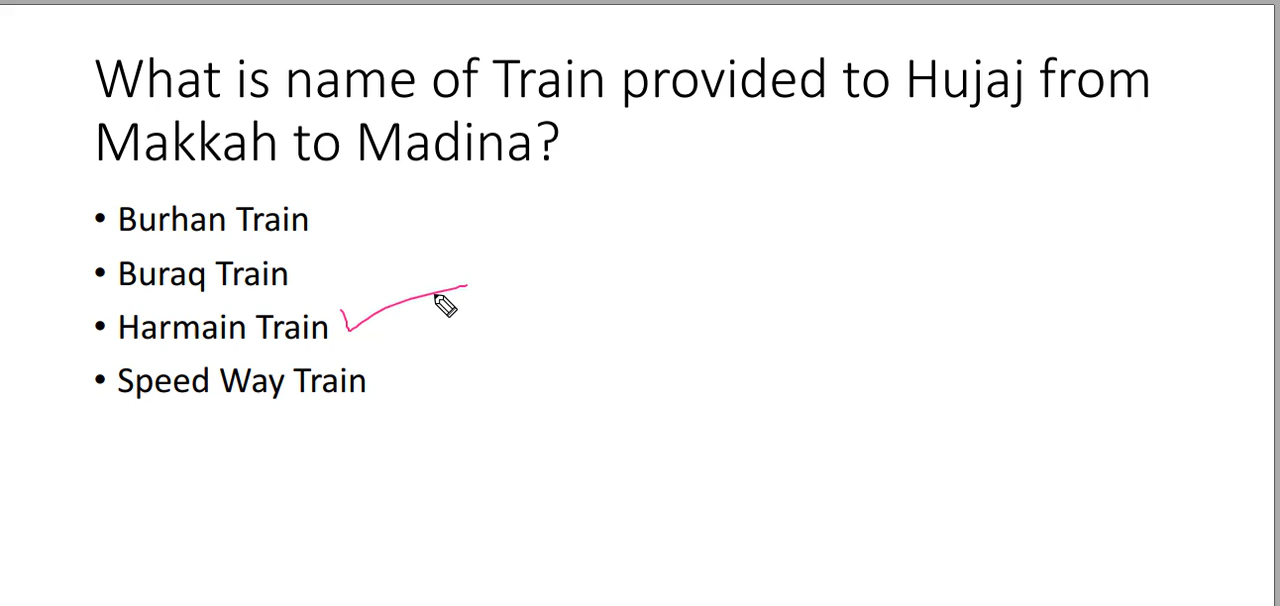 What is name of Train provided to Hujaj from
Makkah to Madina?
• Burhan Train
• Buraq Train
• Harmain Train
• Speed Way Train